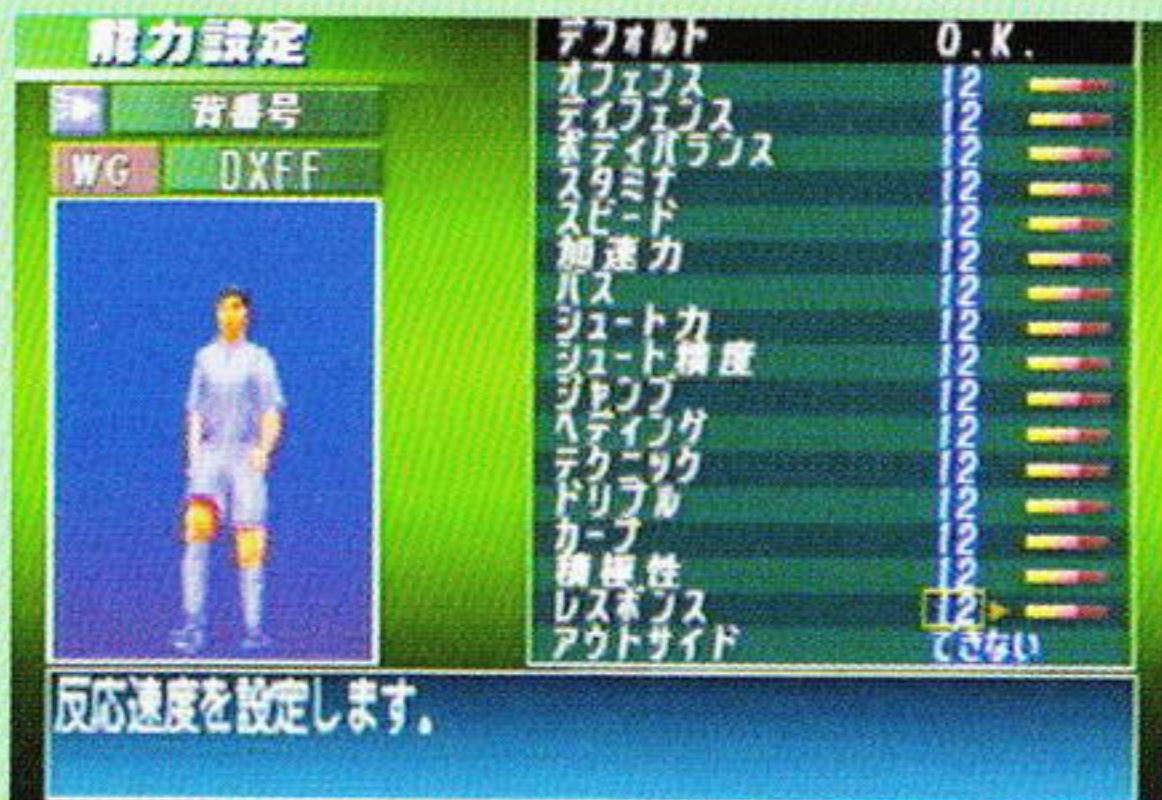 能力設定
背番号
WG DXFF
デフォルト O.K.
オフェンス 12
ディフェンス 12
ボディバランス 12
スタミナ 12
スピード 12
加速力 12
パス 12
シュート力 12
シュート精度 12
ジャンプ 12
ヘディング 12
テクニック 12
ドリブル 12
カーブ 12
積極性 12
レスポンス 12
アウトサイド できない
反応速度を設定します。